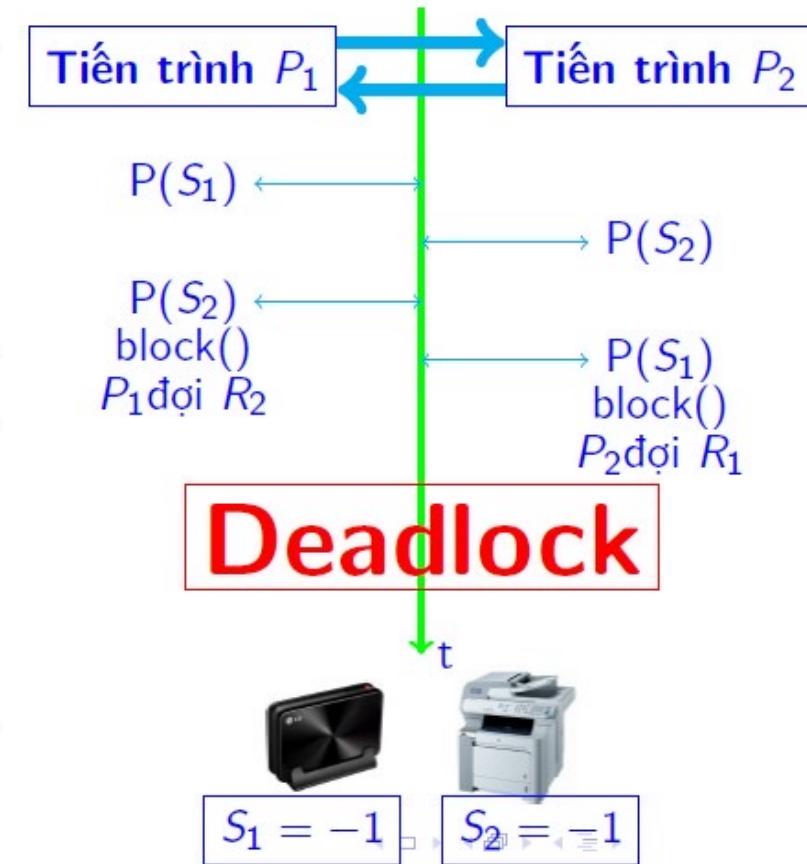 Tiến trình P₁
Tiến trình P₂
P(S₁)
P(S₂)
P(S₂)
block()
P₁đợi R₂
P(S₁)
block()
P₂đợi R₁
Deadlock
t
S₁ = −1
S₂ = −1